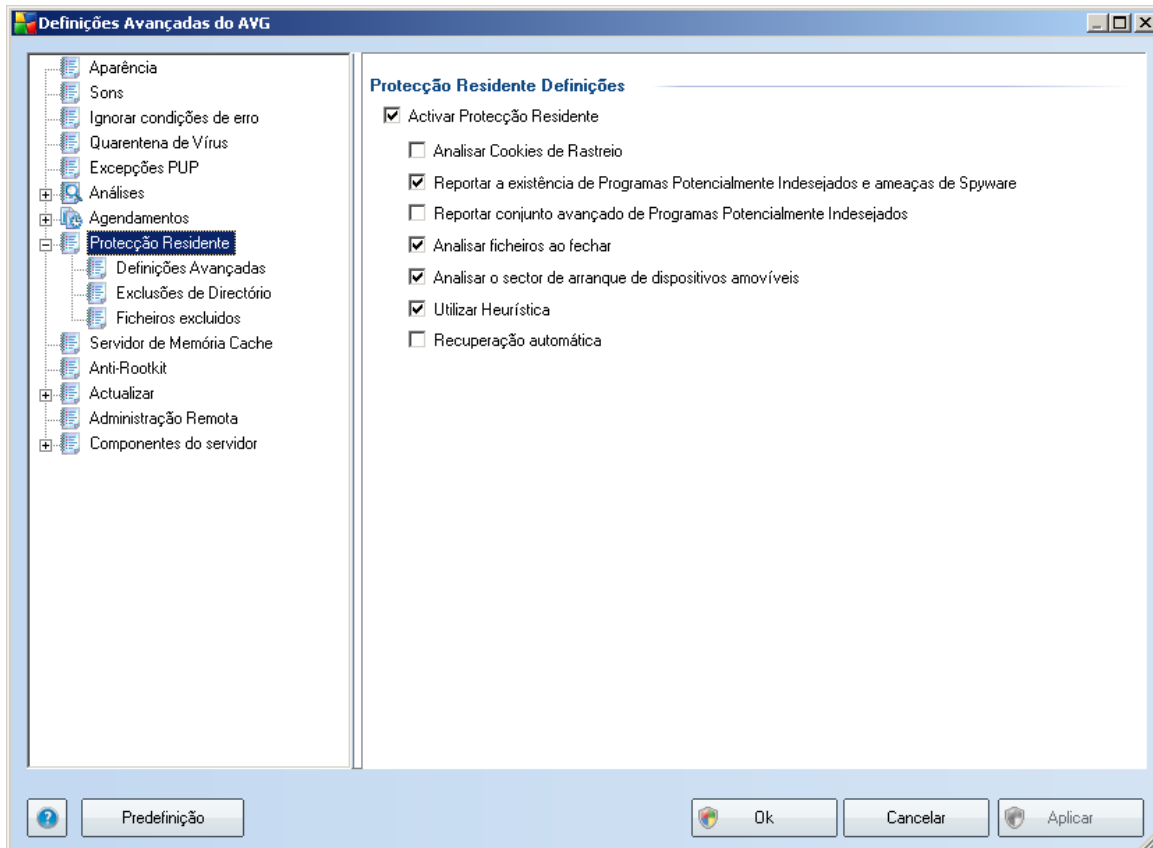 Definições Avançadas do AVG
Aparência
Sons
Ignorar condições de erro
Quarentena de Vírus
Excepções PUP
Análises
Agendamentos
Protecção Residente
Definições Avançadas
Exclusões de Directório
Ficheiros excluidos
Servidor de Memória Cache
Anti-Rootkit
Actualizar
Administração Remota
Componentes do servidor
Protecção Residente Definições
Activar Protecção Residente
Analisar Cookies de Rastreio
Reportar a existência de Programas Potencialmente Indesejados e ameaças de Spyware
Reportar conjunto avançado de Programas Potencialmente Indesejados
Analisar ficheiros ao fechar
Analisar o sector de arranque de dispositivos amovíveis
Utilizar Heurística
Recuperação automática
Predefinição
Ok
Cancelar
Aplicar